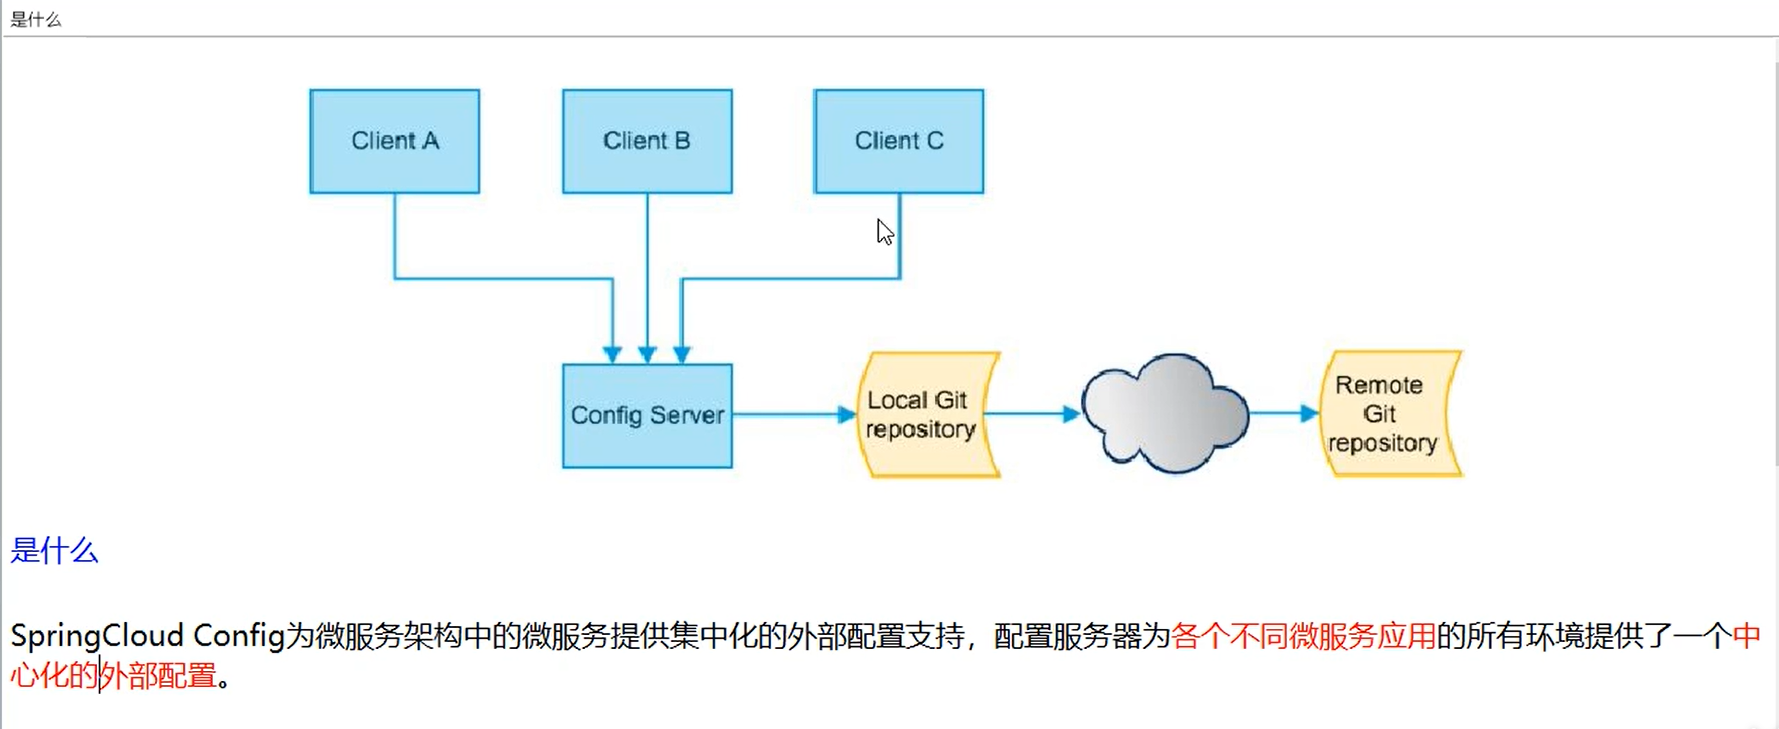 是什么
Client A
Client B
Client C
Config Server
Local Git
repository
Remote
Git
repository
是什么
SpringCloud Config为微服务架构中的微服务提供集中化的外部配置支持，配置服务器为各个不同微服务应用的所有环境提供了一个中
心化的外部配置。